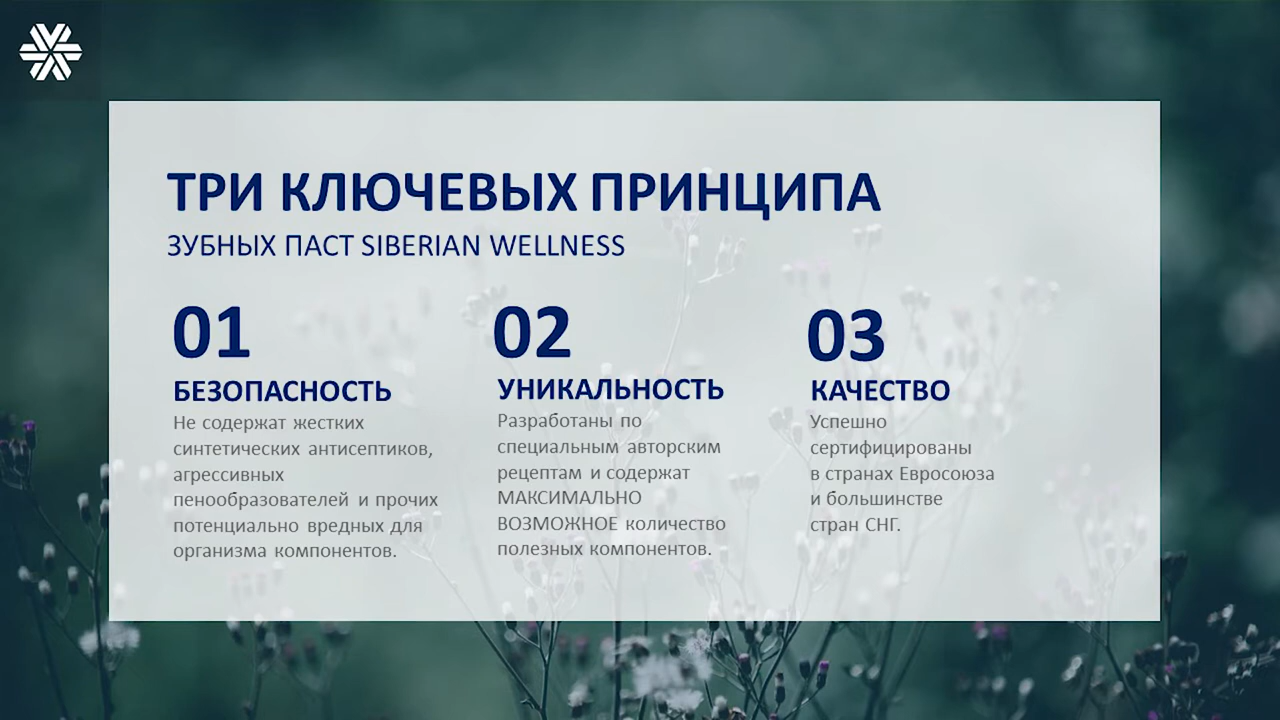 ТРИ КЛЮЧЕВЫХ ПРИНЦИПА
ЗУБНЫХ ПАСТ SIBERIAN WELLNESS
01
БЕЗОПАСНОСТЬ
Не содержат жестких
синтетических антисептиков,
агрессивных
пенообразователей и прочих
потенциально вредных для
организма компонентов.
02
УНИКАЛЬНОСТЬ
Разработаны по
специальным авторским
рецептам и содержат
МАКСИМАЛЬНО
ВОЗМОЖНОЕ количество
полезных компонентов.
03
КАЧЕСТВО
Успешно
сертифицированы
в странах Евросоюза
и большинстве
стран СНГ.